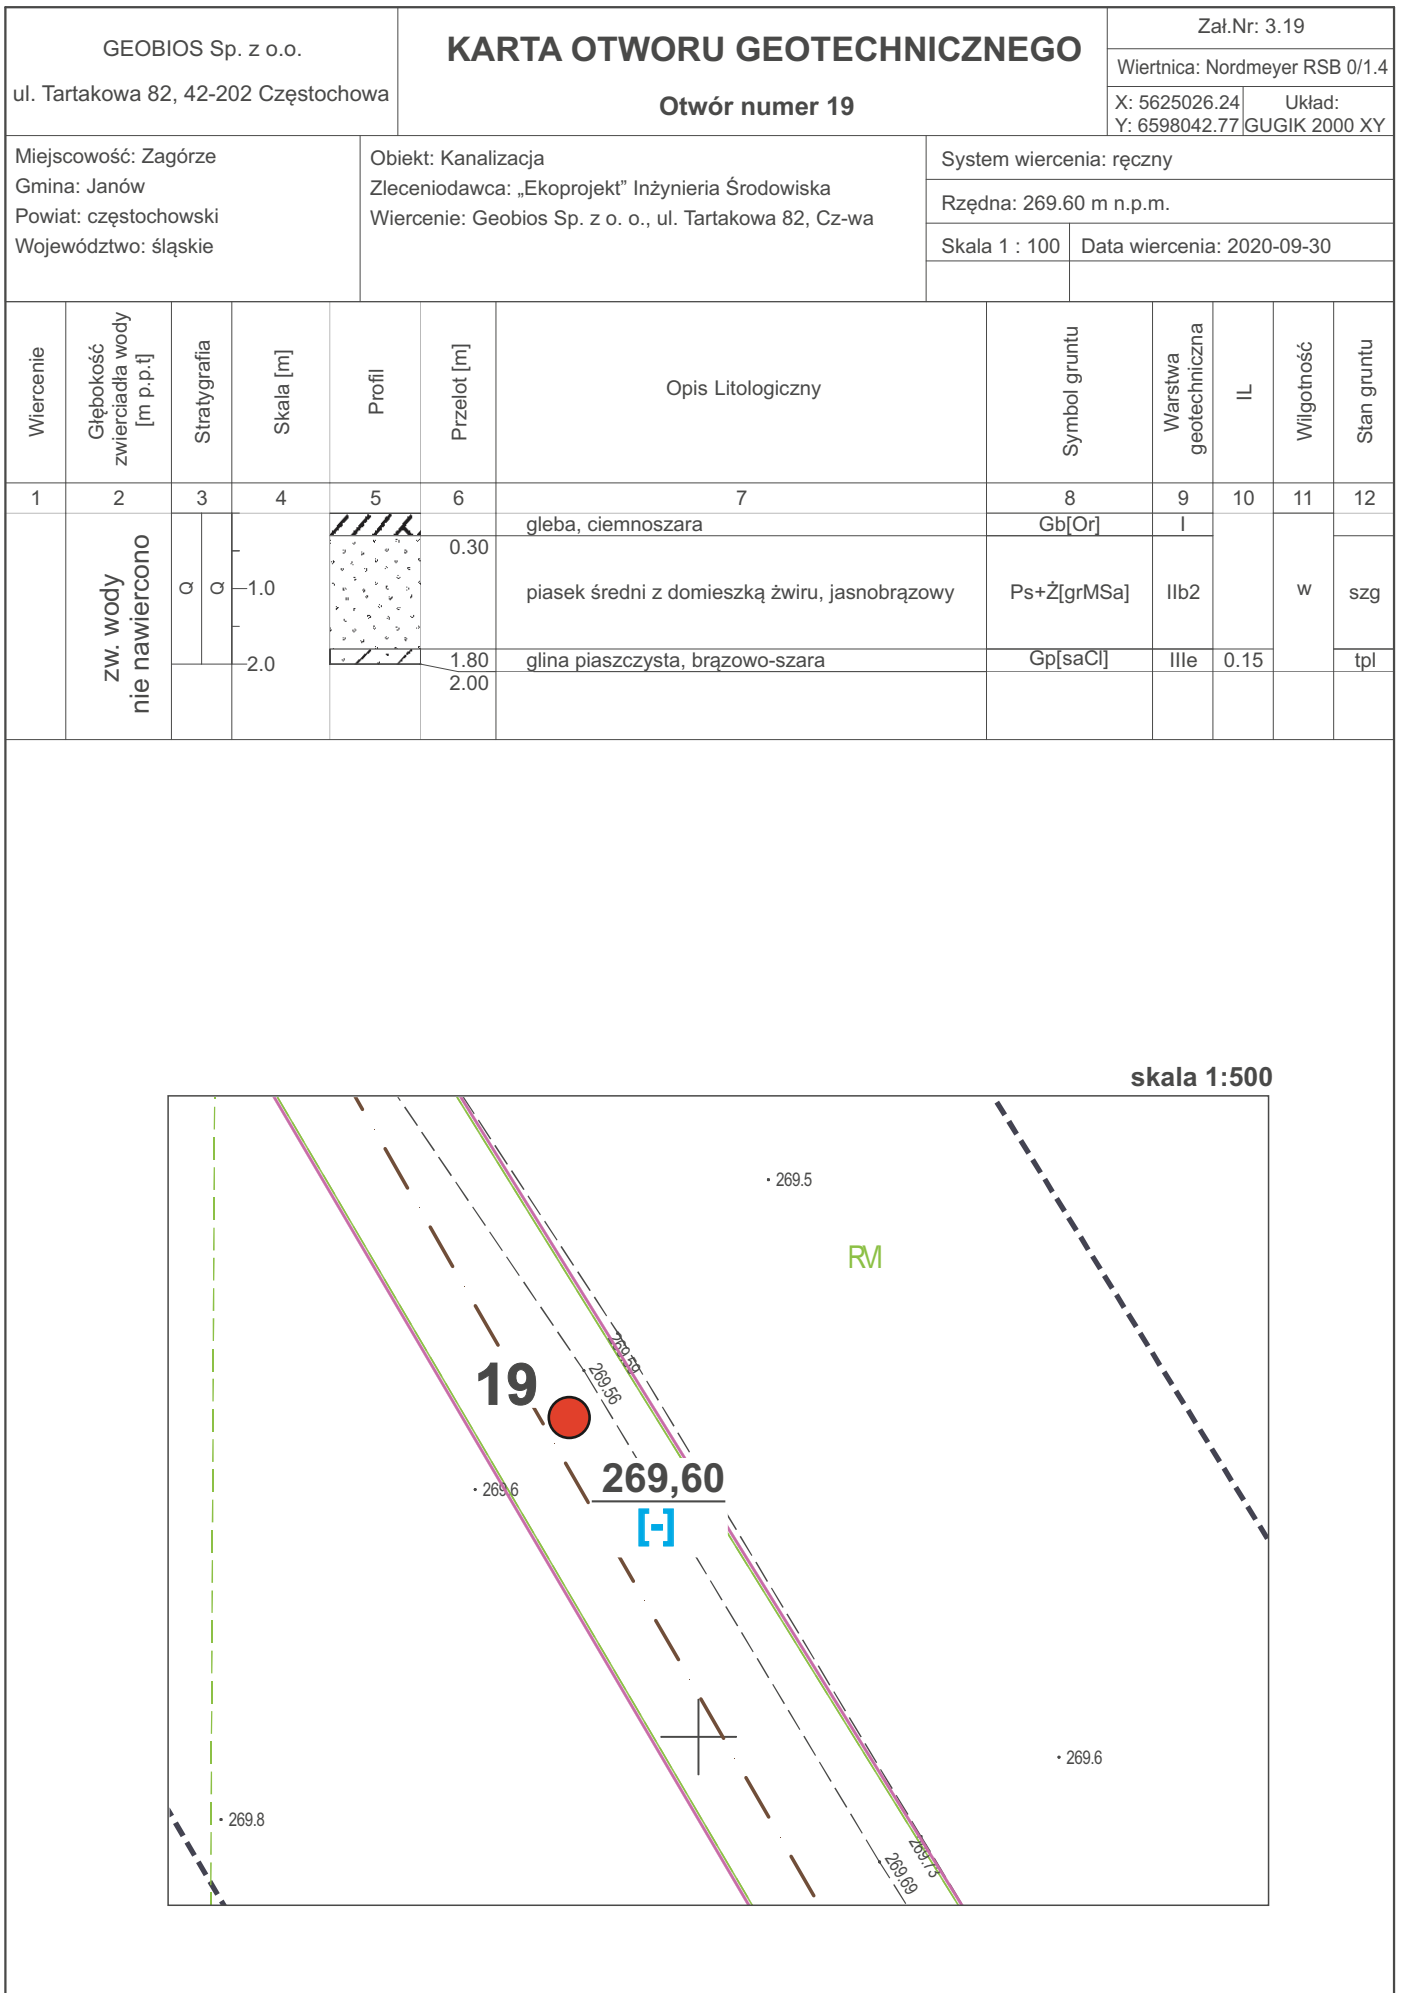 GEOBIOS Sp. z o.o.
ul. Tartakowa 82, 42-202 Częstochowa
KARTA OTWORU GEOTECHNICZNEGO
Otwór numer 19
Zał.Nr: 3.19
Wiertnica: Nordmeyer RSB 0/1.4
X: 5625026.24
Y: 6598042.77
Układ:
GUGIK 2000 XY
Miejscowość: Zagórze
Gmina: Janów
Powiat: częstochowski
Województwo: śląskie
Obiekt: Kanalizacja
Zleceniodawca: „Ekoprojekt” Inżynieria Środowiska
Wiercenie: Geobios Sp. z o. o., ul. Tartakowa 82, Cz-wa
System wiercenia: ręczny
Rzędna: 269.60 m n.p.m.
Skala 1 : 100
Data wiercenia: 2020-09-30
Wiercenie
Głębokość
zwierciadła wody
[m p.p.t]
Stratygrafia
Skala [m]
Profil
Przelot [m]
Opis Litologiczny
Symbol gruntu
Warstwa
geotechniczna
IL
Wilgotność
Stan gruntu
1 2 3 4 5 6 7 8 9 10 11 12
zw. wody
nie nawiercono
Q Q
1.0
2.0
gleba, ciemnoszara Gb[Or] I
0.30
piasek średni z domieszką żwiru, jasnobrązowy Ps+Ż[grMSa] IIb2 w szg
1.80 glina piaszczysta, brązowo-szara Gp[saCl] IIIe 0.15 tpl
2.00
skala 1:500
269.5
RVI
269.59
269.56
19
269,60
[-]
269.6
269.6
269.8
269.73
269.69